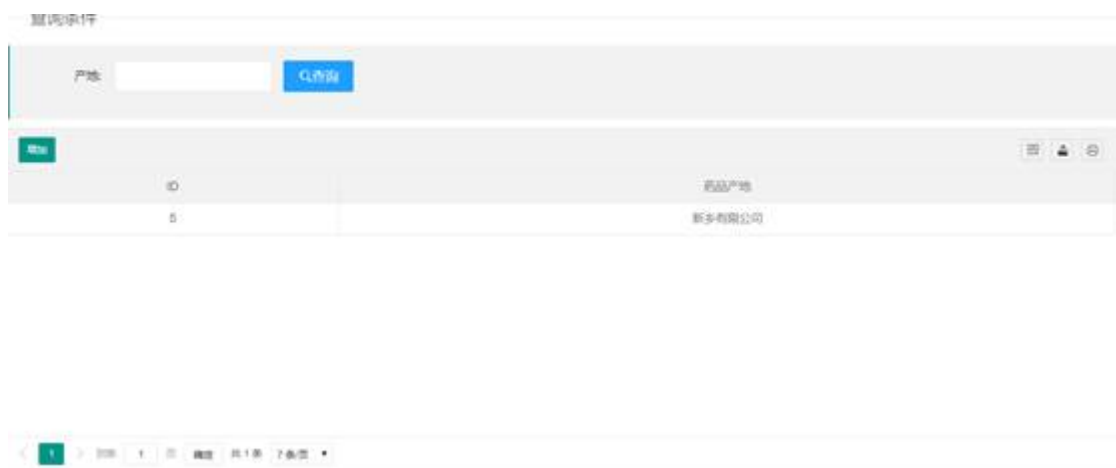 查询条件
产地:
查询
增加
ID 药品产地
5 新乡有限公司
1 到第 1 页 确定 共 1 条 7 条/页